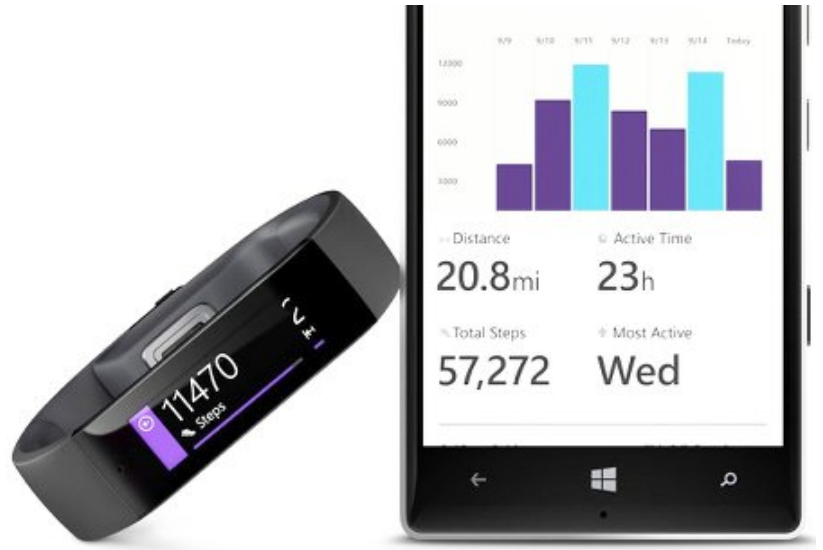 11470
Steps
9/9 9/10 9/11 9/12 9/13 9/14 Today
12000
9000
6000
3000
Distance
Active Time
20.8mi
23h
Total Steps
Most Active
57,272
Wed